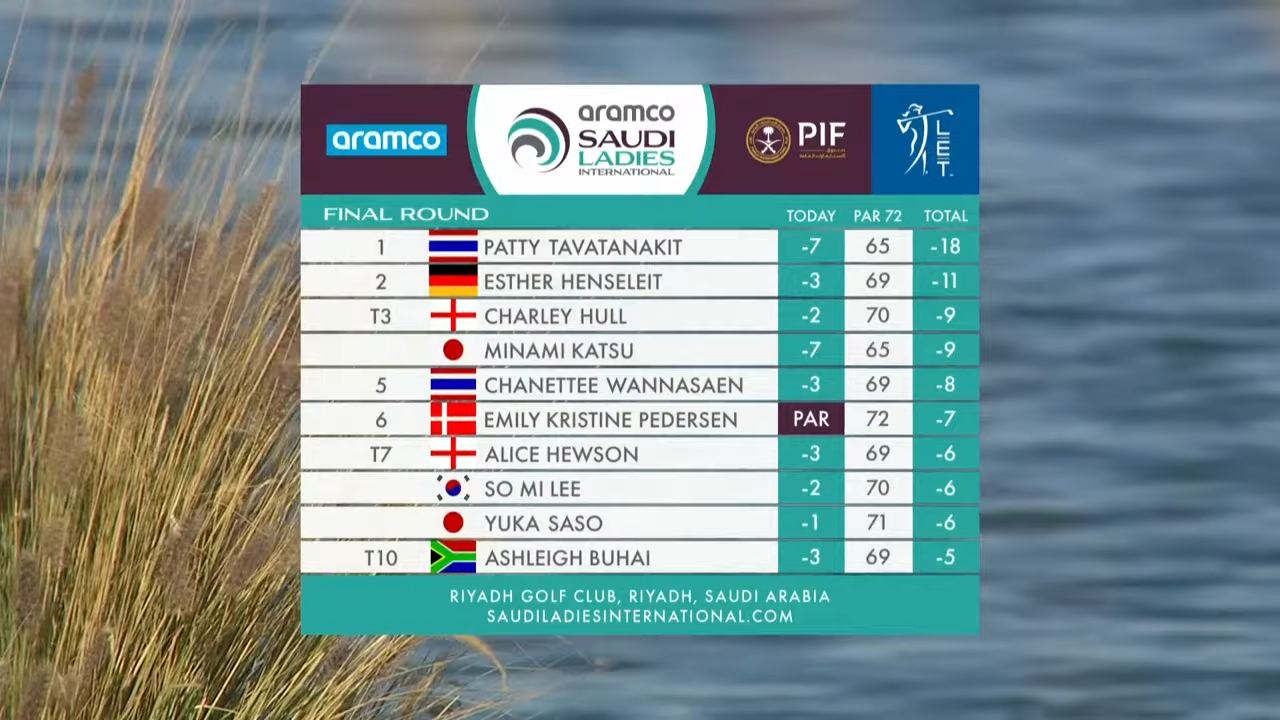 aramco
aramco
SAUDI
LADIES
INTERNATIONAL
PIF
LET.
FINAL ROUND TODAY PAR 72 TOTAL
1 PATTY TAVATANAKIT -7 65 -18
2 ESTHER HENSELEIT -3 69 -11
T3 CHARLEY HULL -2 70 -9
MINAMI KATSU -7 65 -9
5 CHANETTEE WANNASAEN -3 69 -8
6 EMILY KRISTINE PEDERSEN PAR 72 -7
T7 ALICE HEWSON -3 69 -6
SO MI LEE -2 70 -6
YUKA SASO -1 71 -6
T10 ASHLEIGH BUHAI -3 69 -5
RIYADH GOLF CLUB, RIYADH, SAUDI ARABIA
SAUDILADIESINTERNATIONAL.COM